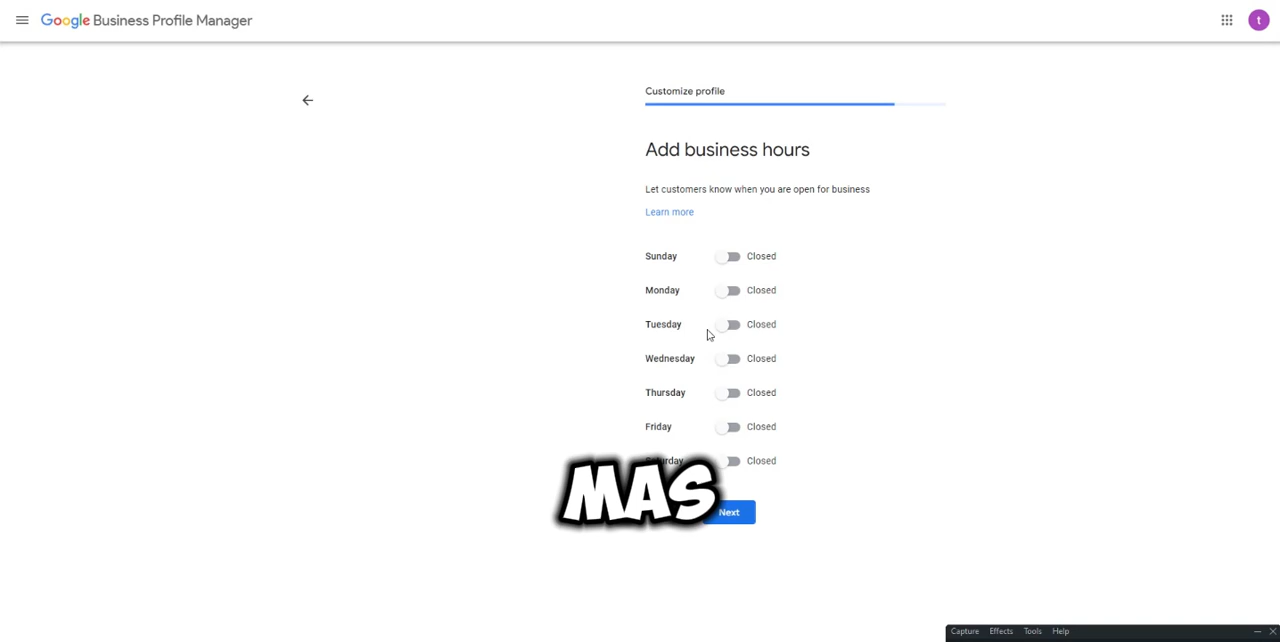 Google Business Profile Manager
t
Customize profile
Add business hours
Let customers know when you are open for business
Learn more
Sunday Closed
Monday Closed
Tuesday Closed
Wednesday Closed
Thursday Closed
Friday Closed
Saturday Closed
MAS
Next
Capture Effects Tools Help